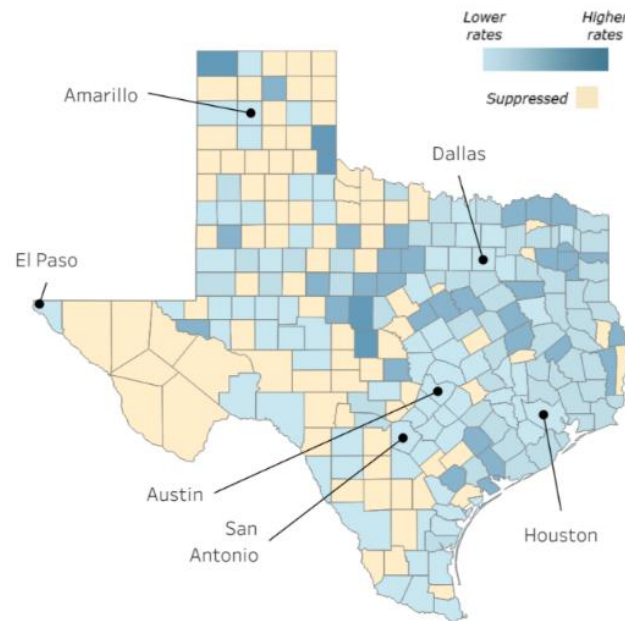 Lower
rates
Higher
rates
Suppressed
Amarillo
Dallas
El Paso
Austin
San
Antonio
Houston